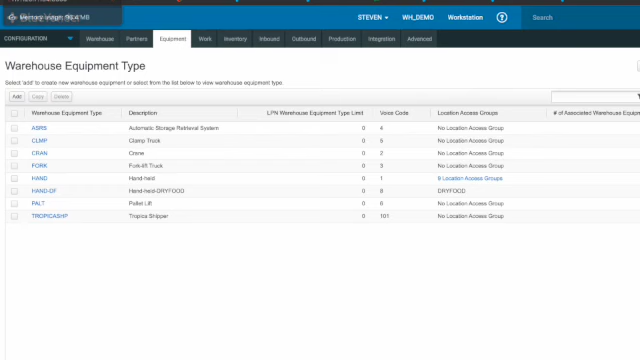 STEVEN WH_DEMO Workstation ? Search
CONFIGURATION Warehouse Partners Equipment Work Inventory Inbound Outbound Production Integration Advanced
Warehouse Equipment Type
Select 'add' to create new warehouse equipment or select from the list below to view warehouse equipment type.
Add Copy Delete
Warehouse Equipment Type Description LPN Warehouse Equipment Type Limit Voice Code Location Access Groups # of Associated Warehouse Equipm
ASRS Automatic Storage Retrieval System 0 4 No Location Access Group
CLMP Clamp Truck 0 5 No Location Access Group
CRAN Crane 0 2 No Location Access Group
FORK Fork-lift Truck 0 3 No Location Access Group
HAND Hand-held 0 1 9 Location Access Groups
HAND-DF Hand-held-DRYFOOD 0 8 DRYFOOD
PALT Pallet Lift 0 6 No Location Access Group
TROPICASHP Tropica Shipper 0 101 No Location Access Group